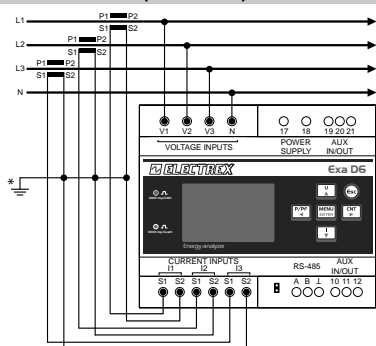 P1 P2
L1
S1 S2
P1 P2
L2
S1 S2
P1 P2
L3
S1 S2
N
V1 V2 V3 N
17 18 19 20 21
VOLTAGE INPUTS
POWER SUPPLY
AUX IN/OUT
*
ELECTREX
Exa D6
U
Esc
P/PF
MENU
ENTER
CNT
I
Energy analyzer
CURRENT INPUTS
I1 I2 I3
RS-485
AUX IN/OUT
S1 S2 S1 S2 S1 S2
A B ⊥ 10 11 12